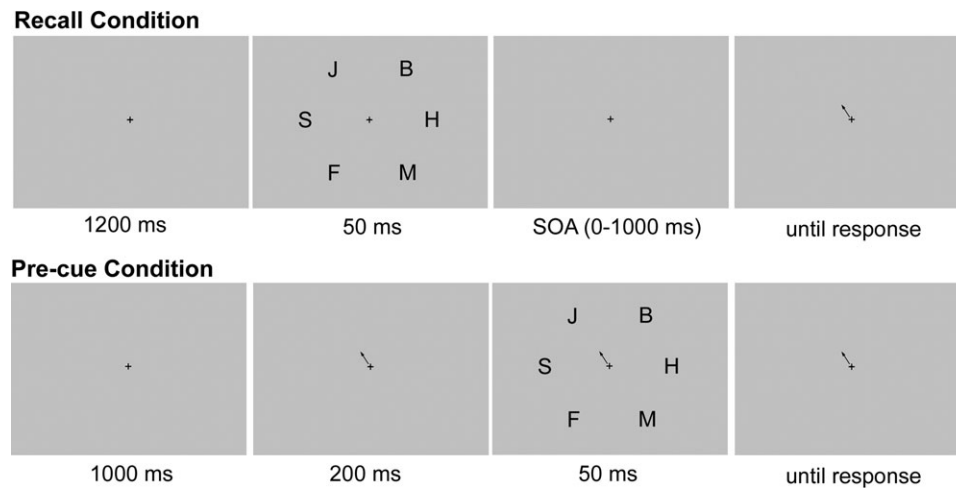 Recall Condition
J B
S H
F M
1200 ms 50 ms SOA (0-1000 ms) until response
Pre-cue Condition
J B
S H
F M
1000 ms 200 ms 50 ms until response